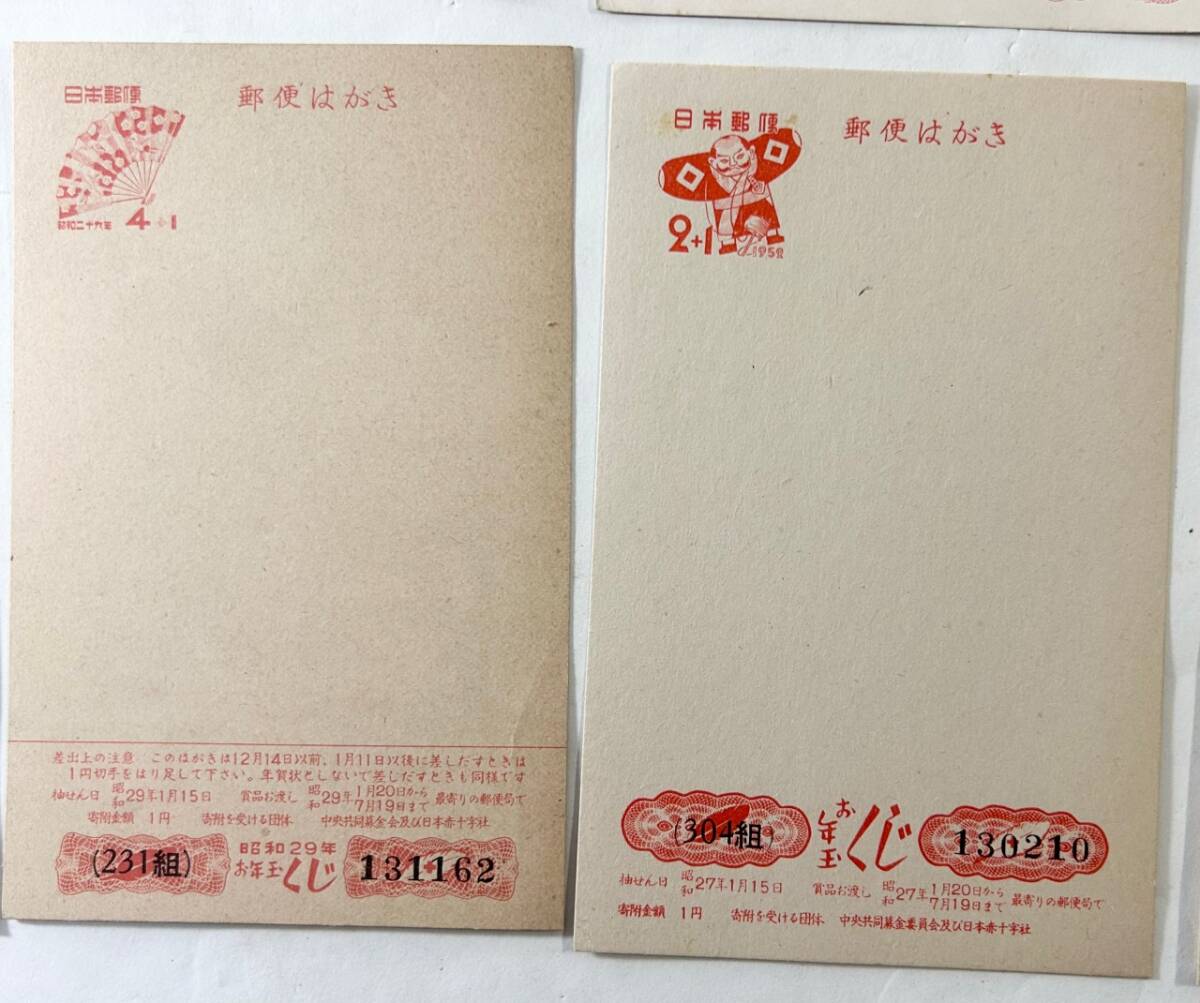 日本郵便
郵便はがき
昭和二十九年 4+1
差出上の注意 このはがきは12月14日以前、1月11日以後に差しだすときは
1円切手をはり足して下さい。年賀状としないで差しだすときも同様です
抽せん日 昭和29年1月15日 賞品お渡し 昭和29年1月20日から7月19日まで 最寄りの郵便局で
寄附金額 1円 寄附を受ける団体 中央共同募金会及び日本赤十字社
(231組)
昭和29年
お年玉くじ
131162
日本郵便
郵便はがき
2+1 1952
(304組)
お年玉くじ
130210
抽せん日 昭和27年1月15日 賞品お渡し 昭和27年1月20日から7月19日まで 最寄りの郵便局で
寄附金額 1円 寄附を受ける団体 中央共同募金委員会及び日本赤十字社